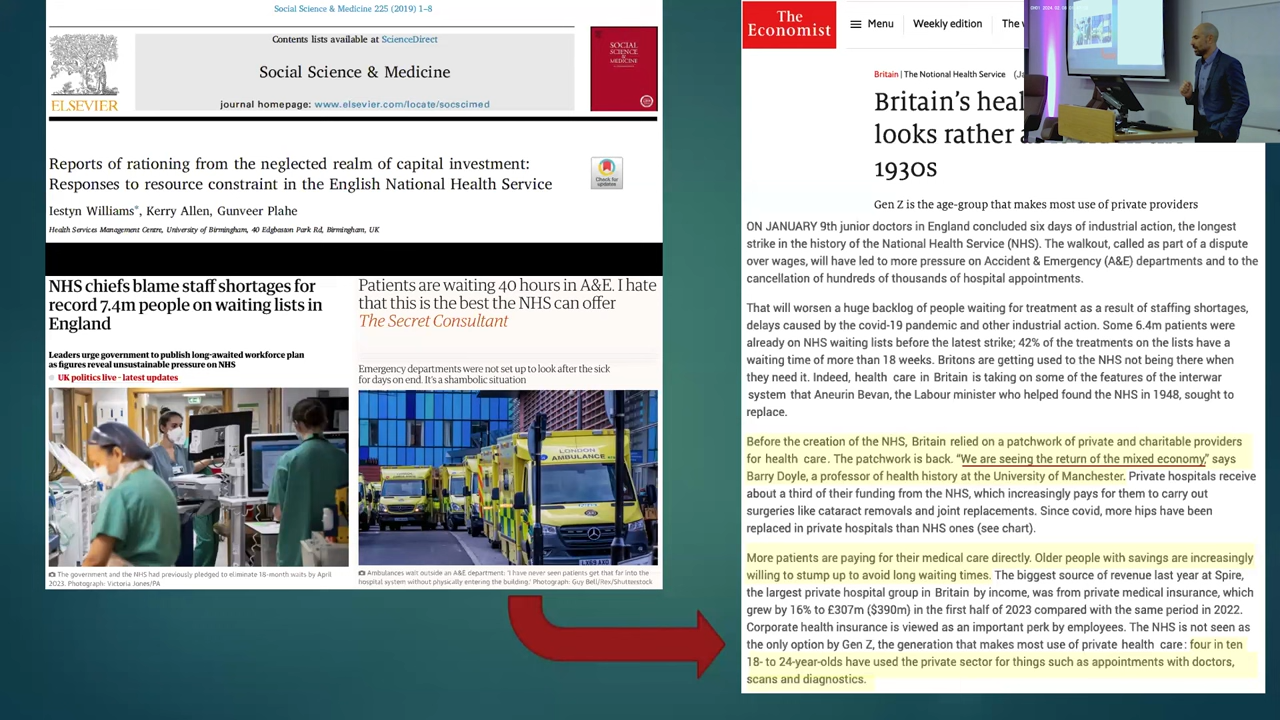 Social Science & Medicine 225 (2019) 1–8
ELSEVIER
Contents lists available at ScienceDirect
Social Science & Medicine
journal homepage: www.elsevier.com/locate/socscimed
SOCIAL
SCIENCE
& MEDICINE
Reports of rationing from the neglected realm of capital investment:
Responses to resource constraint in the English National Health Service
Check for
updates
Iestyn Williams*, Kerry Allen, Gunveer Plahe
Health Services Management Centre, University of Birmingham, 40 Edgbaston Park Rd, Birmingham, UK
NHS chiefs blame staff shortages for
record 7.4m people on waiting lists in
England
Leaders urge government to publish long-awaited workforce plan
as figures reveal unsustainable pressure on NHS
UK politics live – latest updates
The government and the NHS had previously pledged to eliminate 18-month waits by April
2023. Photograph: Victoria Jones/PA
Patients are waiting 40 hours in A&E. I hate
that this is the best the NHS can offer
The Secret Consultant
Emergency departments were not set up to look after the sick
for days on end. It's a shambolic situation
LONDON
AMBULANCE
Ambulances wait outside an A&E department: 'I have never seen patients get that far into the
hospital system without physically entering the building.' Photograph: Guy Bell/Rex/Shutterstock
The
Economist
Menu
Weekly edition
The
Britain | The National Health Service
Britain's
looks rather
1930s
Gen Z is the age-group that makes most use of private providers
ON JANUARY 9th junior doctors in England concluded six days of industrial action, the longest
strike in the history of the National Health Service (NHS). The walkout, called as part of a dispute
over wages, will have led to more pressure on Accident & Emergency (A&E) departments and to the
cancellation of hundreds of thousands of hospital appointments.
That will worsen a huge backlog of people waiting for treatment as a result of staffing shortages,
delays caused by the covid-19 pandemic and other industrial action. Some 6.4m patients were
already on NHS waiting lists before the latest strike; 42% of the treatments on the lists have a
waiting time of more than 18 weeks. Britons are getting used to the NHS not being there when
they need it. Indeed, health care in Britain is taking on some of the features of the interwar
system that Aneurin Bevan, the Labour minister who helped found the NHS in 1948, sought to
replace.
Before the creation of the NHS, Britain relied on a patchwork of private and charitable providers
for health care. The patchwork is back. “We are seeing the return of the mixed economy,” says
Barry Doyle, a professor of health history at the University of Manchester. Private hospitals receive
about a third of their funding from the NHS, which increasingly pays for them to carry out
surgeries like cataract removals and joint replacements. Since covid, more hips have been
replaced in private hospitals than NHS ones (see chart).
More patients are paying for their medical care directly. Older people with savings are increasingly
willing to stump up to avoid long waiting times. The biggest source of revenue last year at Spire,
the largest private hospital group in Britain by income, was from private medical insurance, which
grew by 16% to £307m ($390m) in the first half of 2023 compared with the same period in 2022.
Corporate health insurance is viewed as an important perk by employees. The NHS is not seen as
the only option by Gen Z, the generation that makes most use of private health care: four in ten
18- to 24-year-olds have used the private sector for things such as appointments with doctors,
scans and diagnostics.